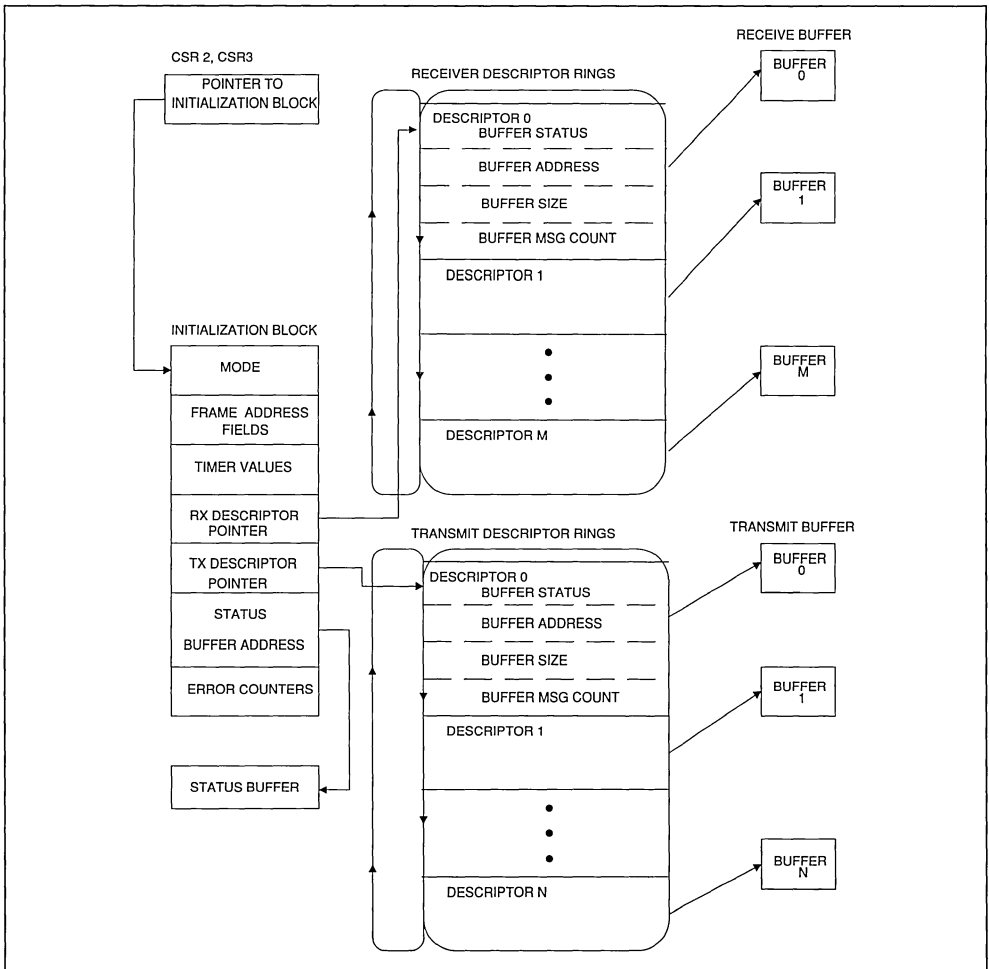 CSR 2, CSR3
POINTER TO
INITIALIZATION BLOCK
INITIALIZATION BLOCK
MODE
FRAME ADDRESS
FIELDS
TIMER VALUES
RX DESCRIPTOR
POINTER
TX DESCRIPTOR
POINTER
STATUS
BUFFER ADDRESS
ERROR COUNTERS
STATUS BUFFER
RECEIVER DESCRIPTOR RINGS
DESCRIPTOR 0
BUFFER STATUS
BUFFER ADDRESS
BUFFER SIZE
BUFFER MSG COUNT
DESCRIPTOR 1
DESCRIPTOR M
RECEIVE BUFFER
BUFFER
0
BUFFER
1
BUFFER
M
TRANSMIT DESCRIPTOR RINGS
DESCRIPTOR 0
BUFFER STATUS
BUFFER ADDRESS
BUFFER SIZE
BUFFER MSG COUNT
DESCRIPTOR 1
DESCRIPTOR N
TRANSMIT BUFFER
BUFFER
0
BUFFER
1
BUFFER
N